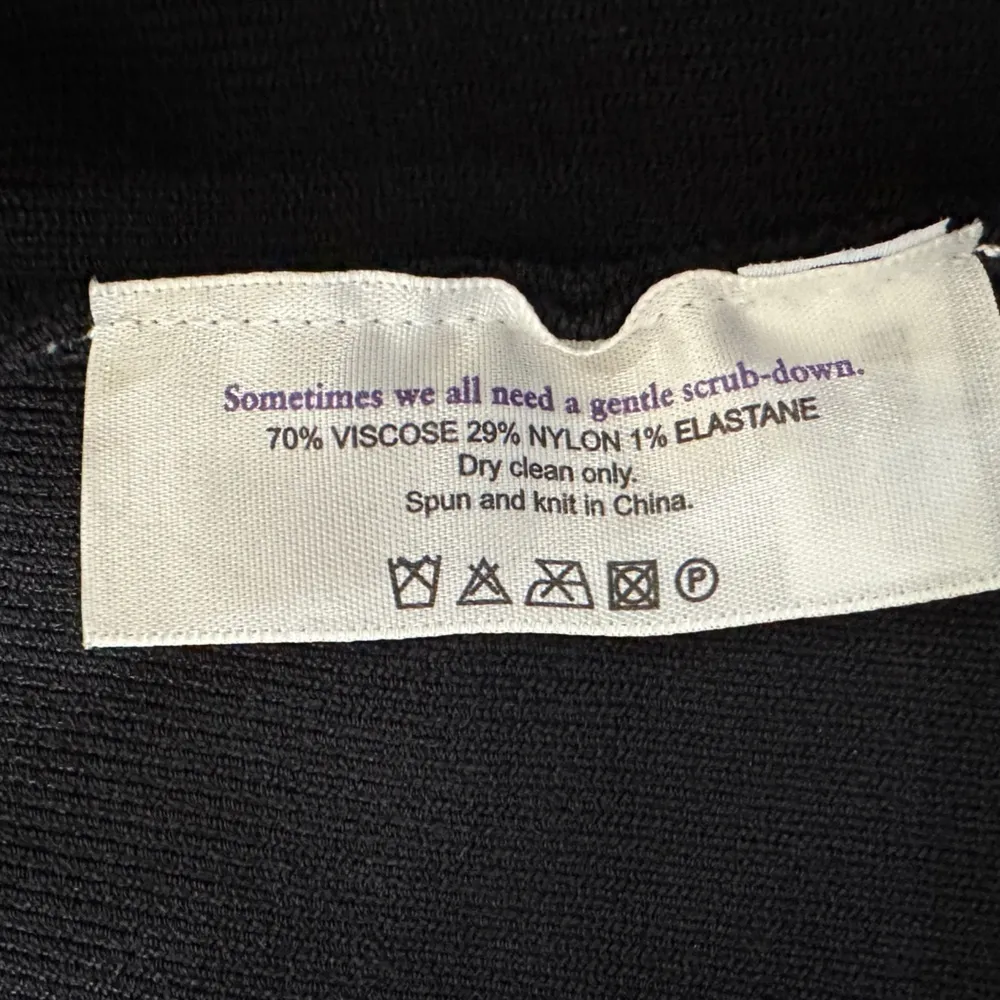 Sometimes we all need a gentle scrub-down.
70% VISCOSE 29% NYLON 1% ELASTANE
Dry clean only.
Spun and knit in China.
P